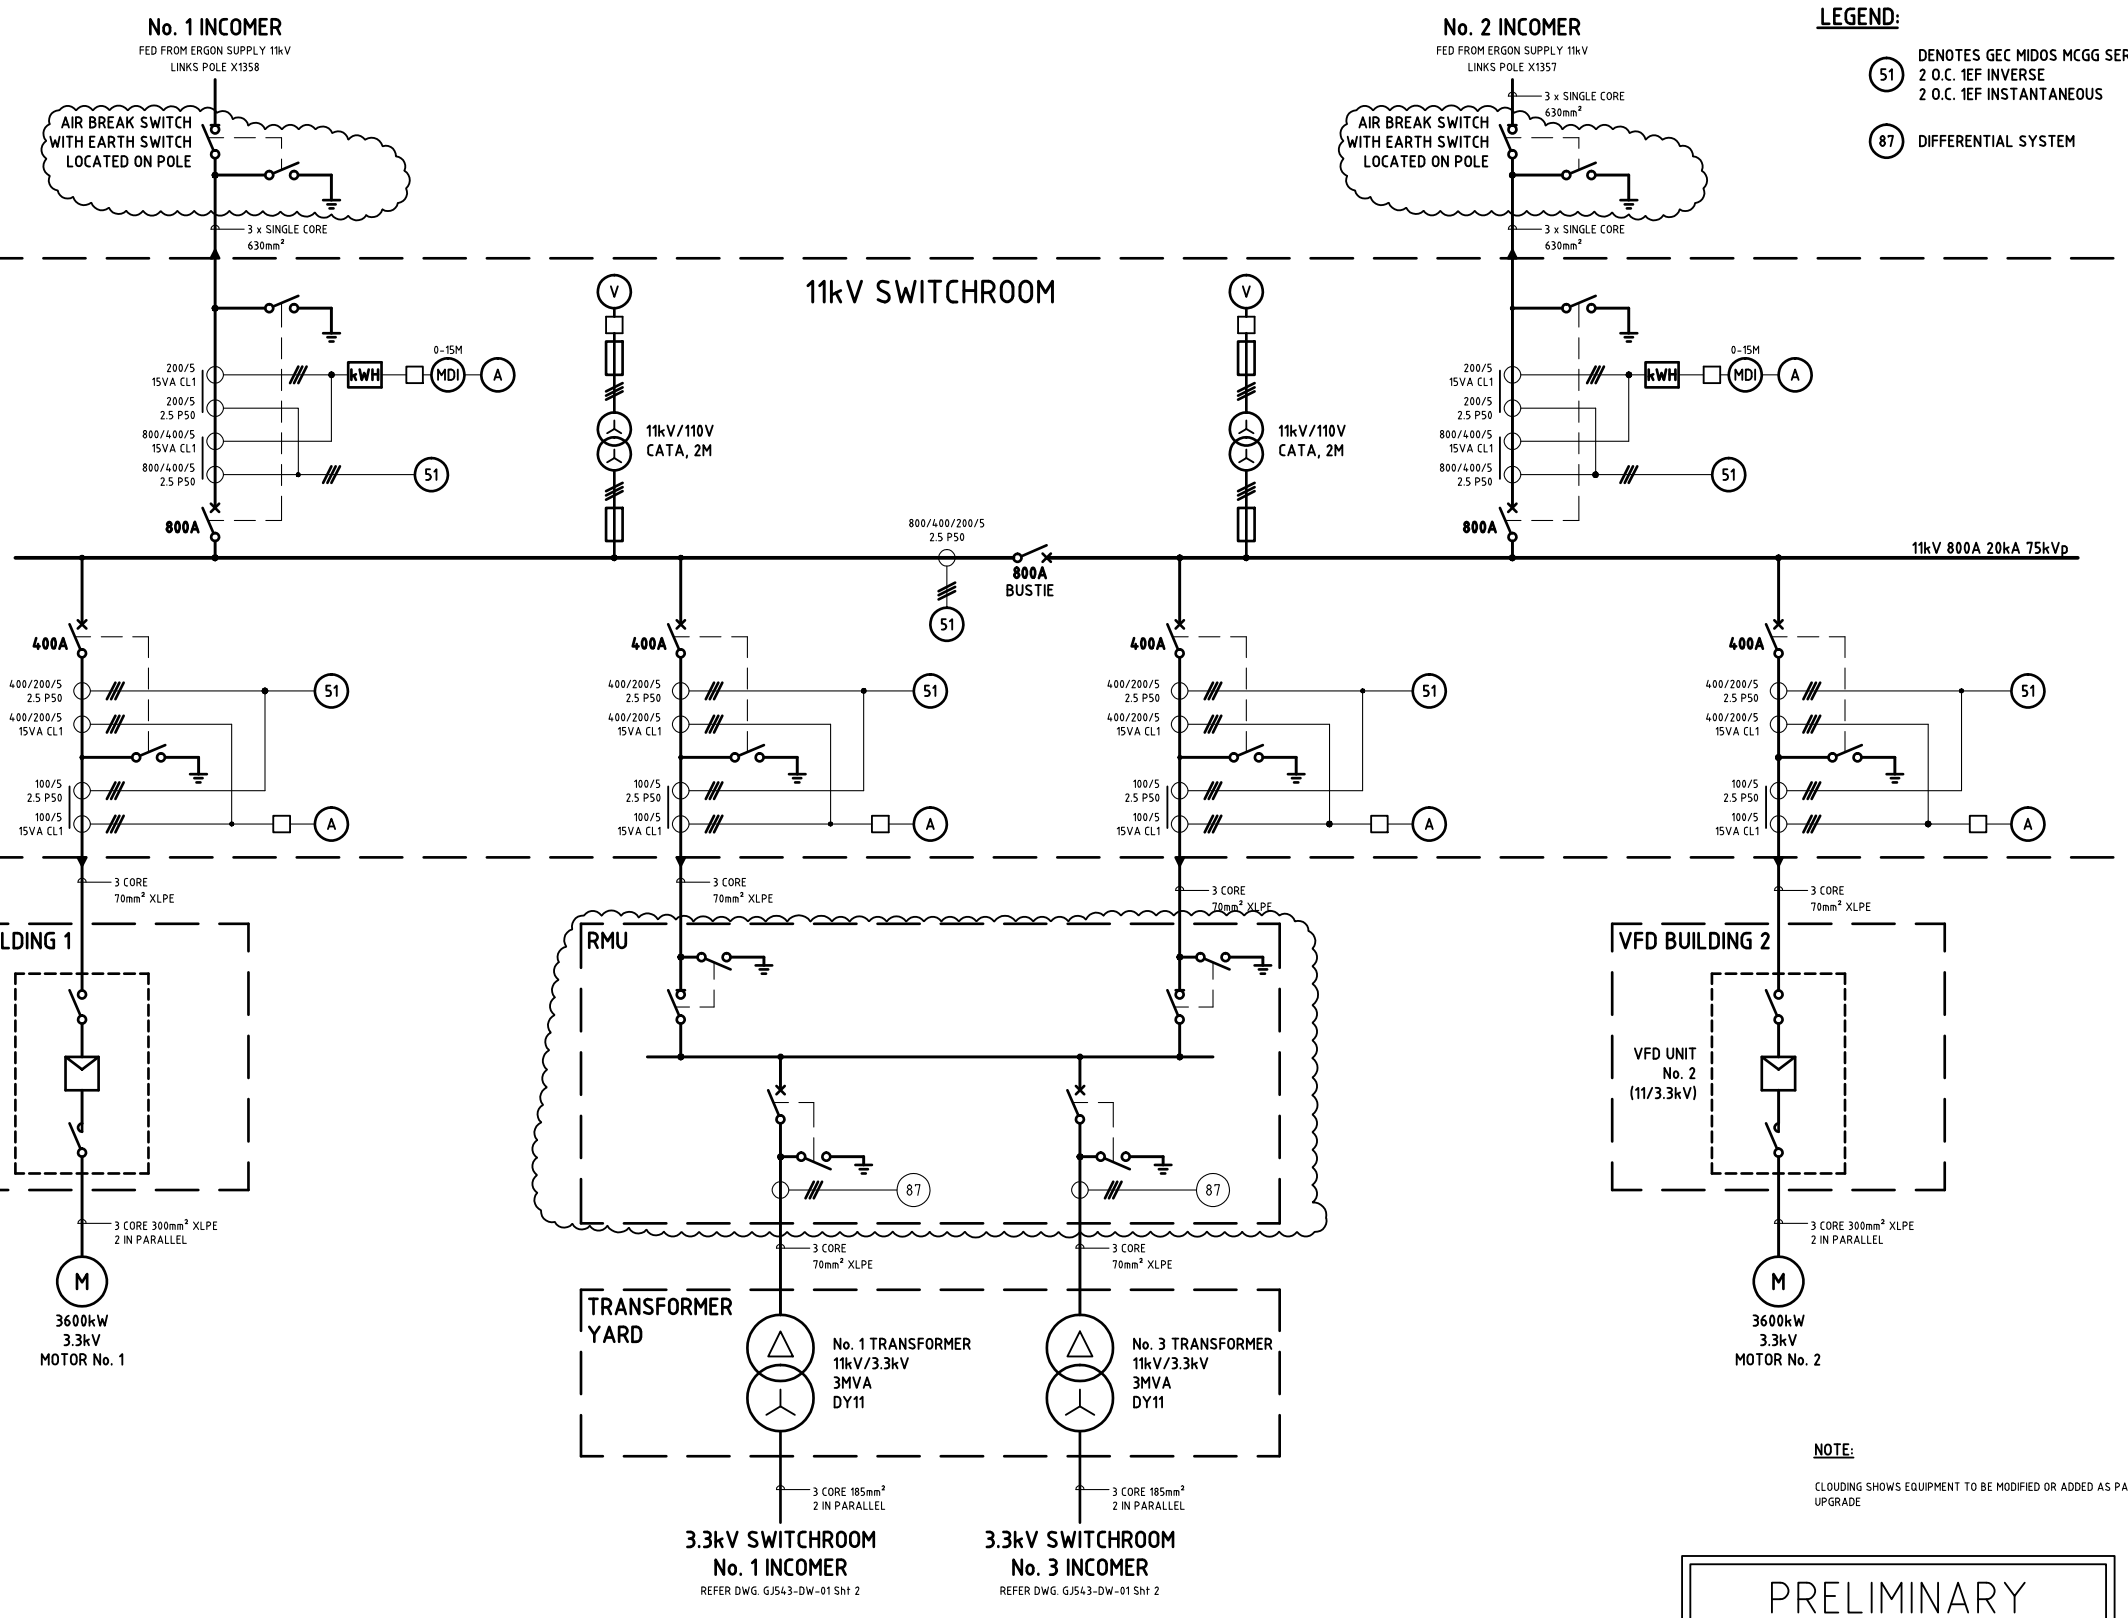 No. 1 INCOMER
FED FROM ERGON SUPPLY 11kV
LINKS POLE X1358
AIR BREAK SWITCH
WITH EARTH SWITCH
LOCATED ON POLE
3 x SINGLE CORE
630mm²
No. 2 INCOMER
FED FROM ERGON SUPPLY 11kV
LINKS POLE X1357
3 x SINGLE CORE
630mm²
AIR BREAK SWITCH
WITH EARTH SWITCH
LOCATED ON POLE
3 x SINGLE CORE
630mm²
LEGEND:
51
DENOTES GEC MIDOS MCGG SER
2 O.C. 1EF INVERSE
2 O.C. 1EF INSTANTANEOUS
87
DIFFERENTIAL SYSTEM
11kV SWITCHROOM
200/5
15VA CL1
200/5
2.5 P50
800/400/5
15VA CL1
800/400/5
2.5 P50
kWH
0-15M
MDI
A
51
800A
V
11kV/110V
CATA, 2M
V
11kV/110V
CATA, 2M
200/5
15VA CL1
200/5
2.5 P50
800/400/5
15VA CL1
800/400/5
2.5 P50
kWH
0-15M
MDI
A
51
800A
800/400/200/5
2.5 P50
51
800A
BUSTIE
11kV 800A 20kA 75kVp
400A
400/200/5
2.5 P50
400/200/5
15VA CL1
100/5
2.5 P50
100/5
15VA CL1
51
A
400A
400/200/5
2.5 P50
400/200/5
15VA CL1
100/5
2.5 P50
100/5
15VA CL1
51
A
400A
400/200/5
2.5 P50
400/200/5
15VA CL1
100/5
2.5 P50
100/5
15VA CL1
51
A
400A
400/200/5
2.5 P50
400/200/5
15VA CL1
100/5
2.5 P50
100/5
15VA CL1
51
A
3 CORE
70mm² XLPE
3 CORE
70mm² XLPE
3 CORE
70mm² XLPE
3 CORE
70mm² XLPE
LDING 1
3 CORE 300mm² XLPE
2 IN PARALLEL
M
3600kW
3.3kV
MOTOR No. 1
RMU
87
87
3 CORE
70mm² XLPE
3 CORE
70mm² XLPE
TRANSFORMER
YARD
No. 1 TRANSFORMER
11kV/3.3kV
3MVA
DY11
No. 3 TRANSFORMER
11kV/3.3kV
3MVA
DY11
3 CORE 185mm²
2 IN PARALLEL
3 CORE 185mm²
2 IN PARALLEL
3.3kV SWITCHROOM
No. 1 INCOMER
REFER DWG. GJ543-DW-01 Sht 2
3.3kV SWITCHROOM
No. 3 INCOMER
REFER DWG. GJ543-DW-01 Sht 2
VFD BUILDING 2
VFD UNIT
No. 2
(11/3.3kV)
3 CORE 300mm² XLPE
2 IN PARALLEL
M
3600kW
3.3kV
MOTOR No. 2
NOTE:
CLOUDING SHOWS EQUIPMENT TO BE MODIFIED OR ADDED AS PA
UPGRADE
PRELIMINARY